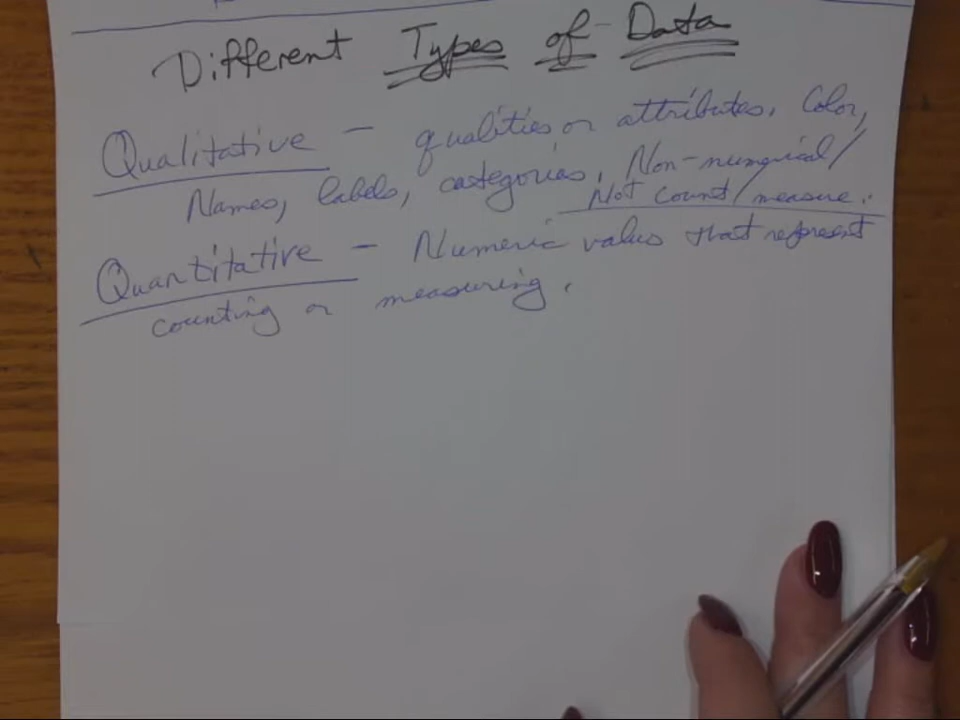 Different Types of Data
Qualitative - qualities or attributes. Color,
Names, labels, categories. Non-numerical/
Not count/measure.
Quantitative - Numeric values that represent
counting or measuring.